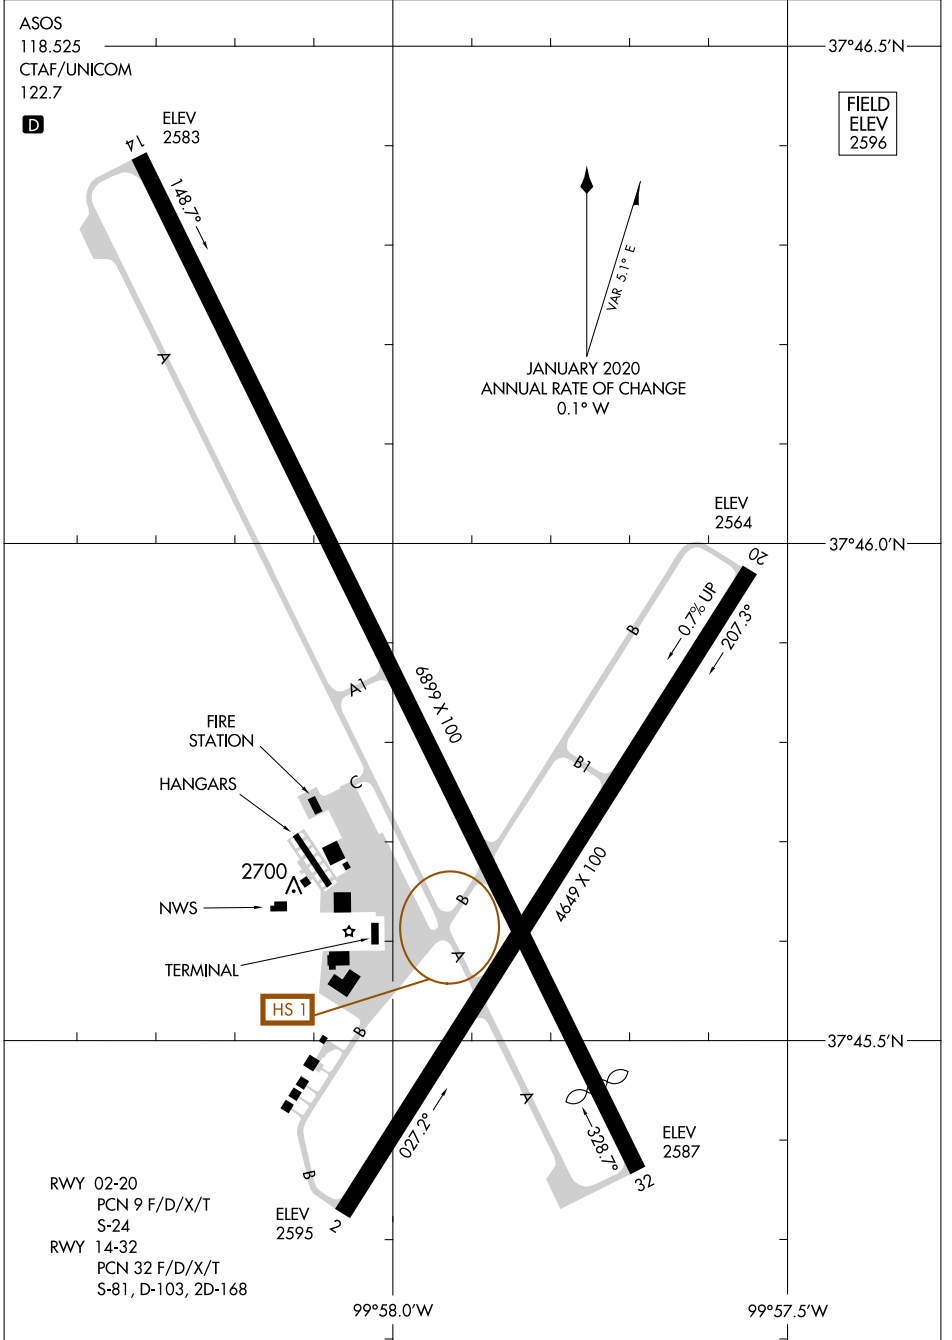 ASOS
118.525
CTAF/UNICOM
122.7
D
37°46.5'N
FIELD
ELEV
2596
ELEV
2583
14
148.7°
VAR 5.1° E
JANUARY 2020
ANNUAL RATE OF CHANGE
0.1° W
A
ELEV
2564
37°46.0'N
20
0.7% UP
207.3°
B
A1
6899 X 100
FIRE
STATION
HANGARS
C
B1
2700
4649 X 100
NWS
B
A
TERMINAL
HS 1
B
37°45.5'N
A
027.2°
328.7°
ELEV
2587
32
B
ELEV
2595
2
RWY 02-20
PCN 9 F/D/X/T
S-24
RWY 14-32
PCN 32 F/D/X/T
S-81, D-103, 2D-168
99°58.0'W
99°57.5'W